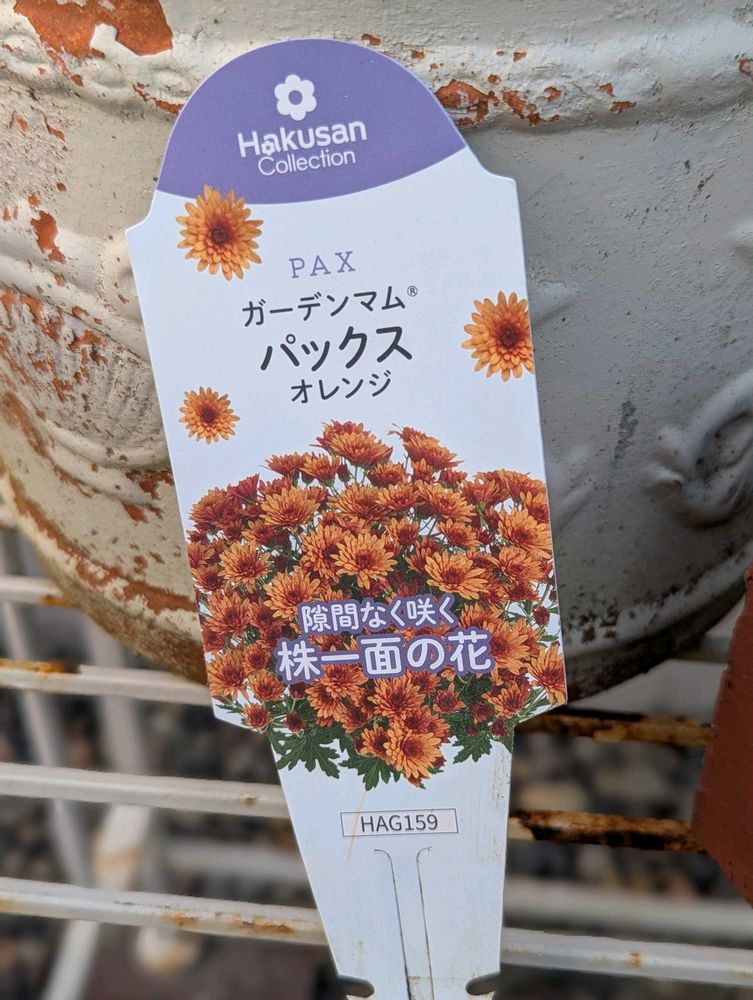 Hakusan
Collection
PAX
ガーデンマム®
パックス
オレンジ
隙間なく咲く
株一面の花
HAG159